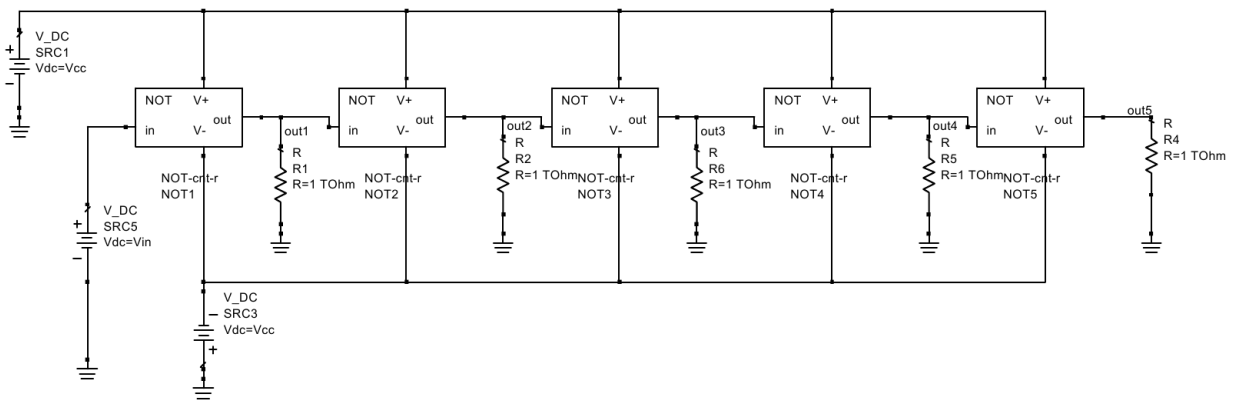 V_DC
SRC1
Vdc=Vcc
+
−
NOT V+
out
in V-
NOT-cnt-r
NOT1
out1
R
R1
R=1 TOhm
NOT V+
out
in V-
NOT-cnt-r
NOT2
out2
R
R2
R=1 TOhm
NOT V+
out
in V-
NOT-cnt-r
NOT3
out3
R
R6
R=1 TOhm
NOT V+
out
in V-
NOT-cnt-r
NOT4
out4
R
R5
R=1 TOhm
NOT V+
out
in V-
NOT-cnt-r
NOT5
out5
R
R4
R=1 TOhm
V_DC
SRC5
Vdc=Vin
+
−
V_DC
SRC3
Vdc=Vcc
−
+